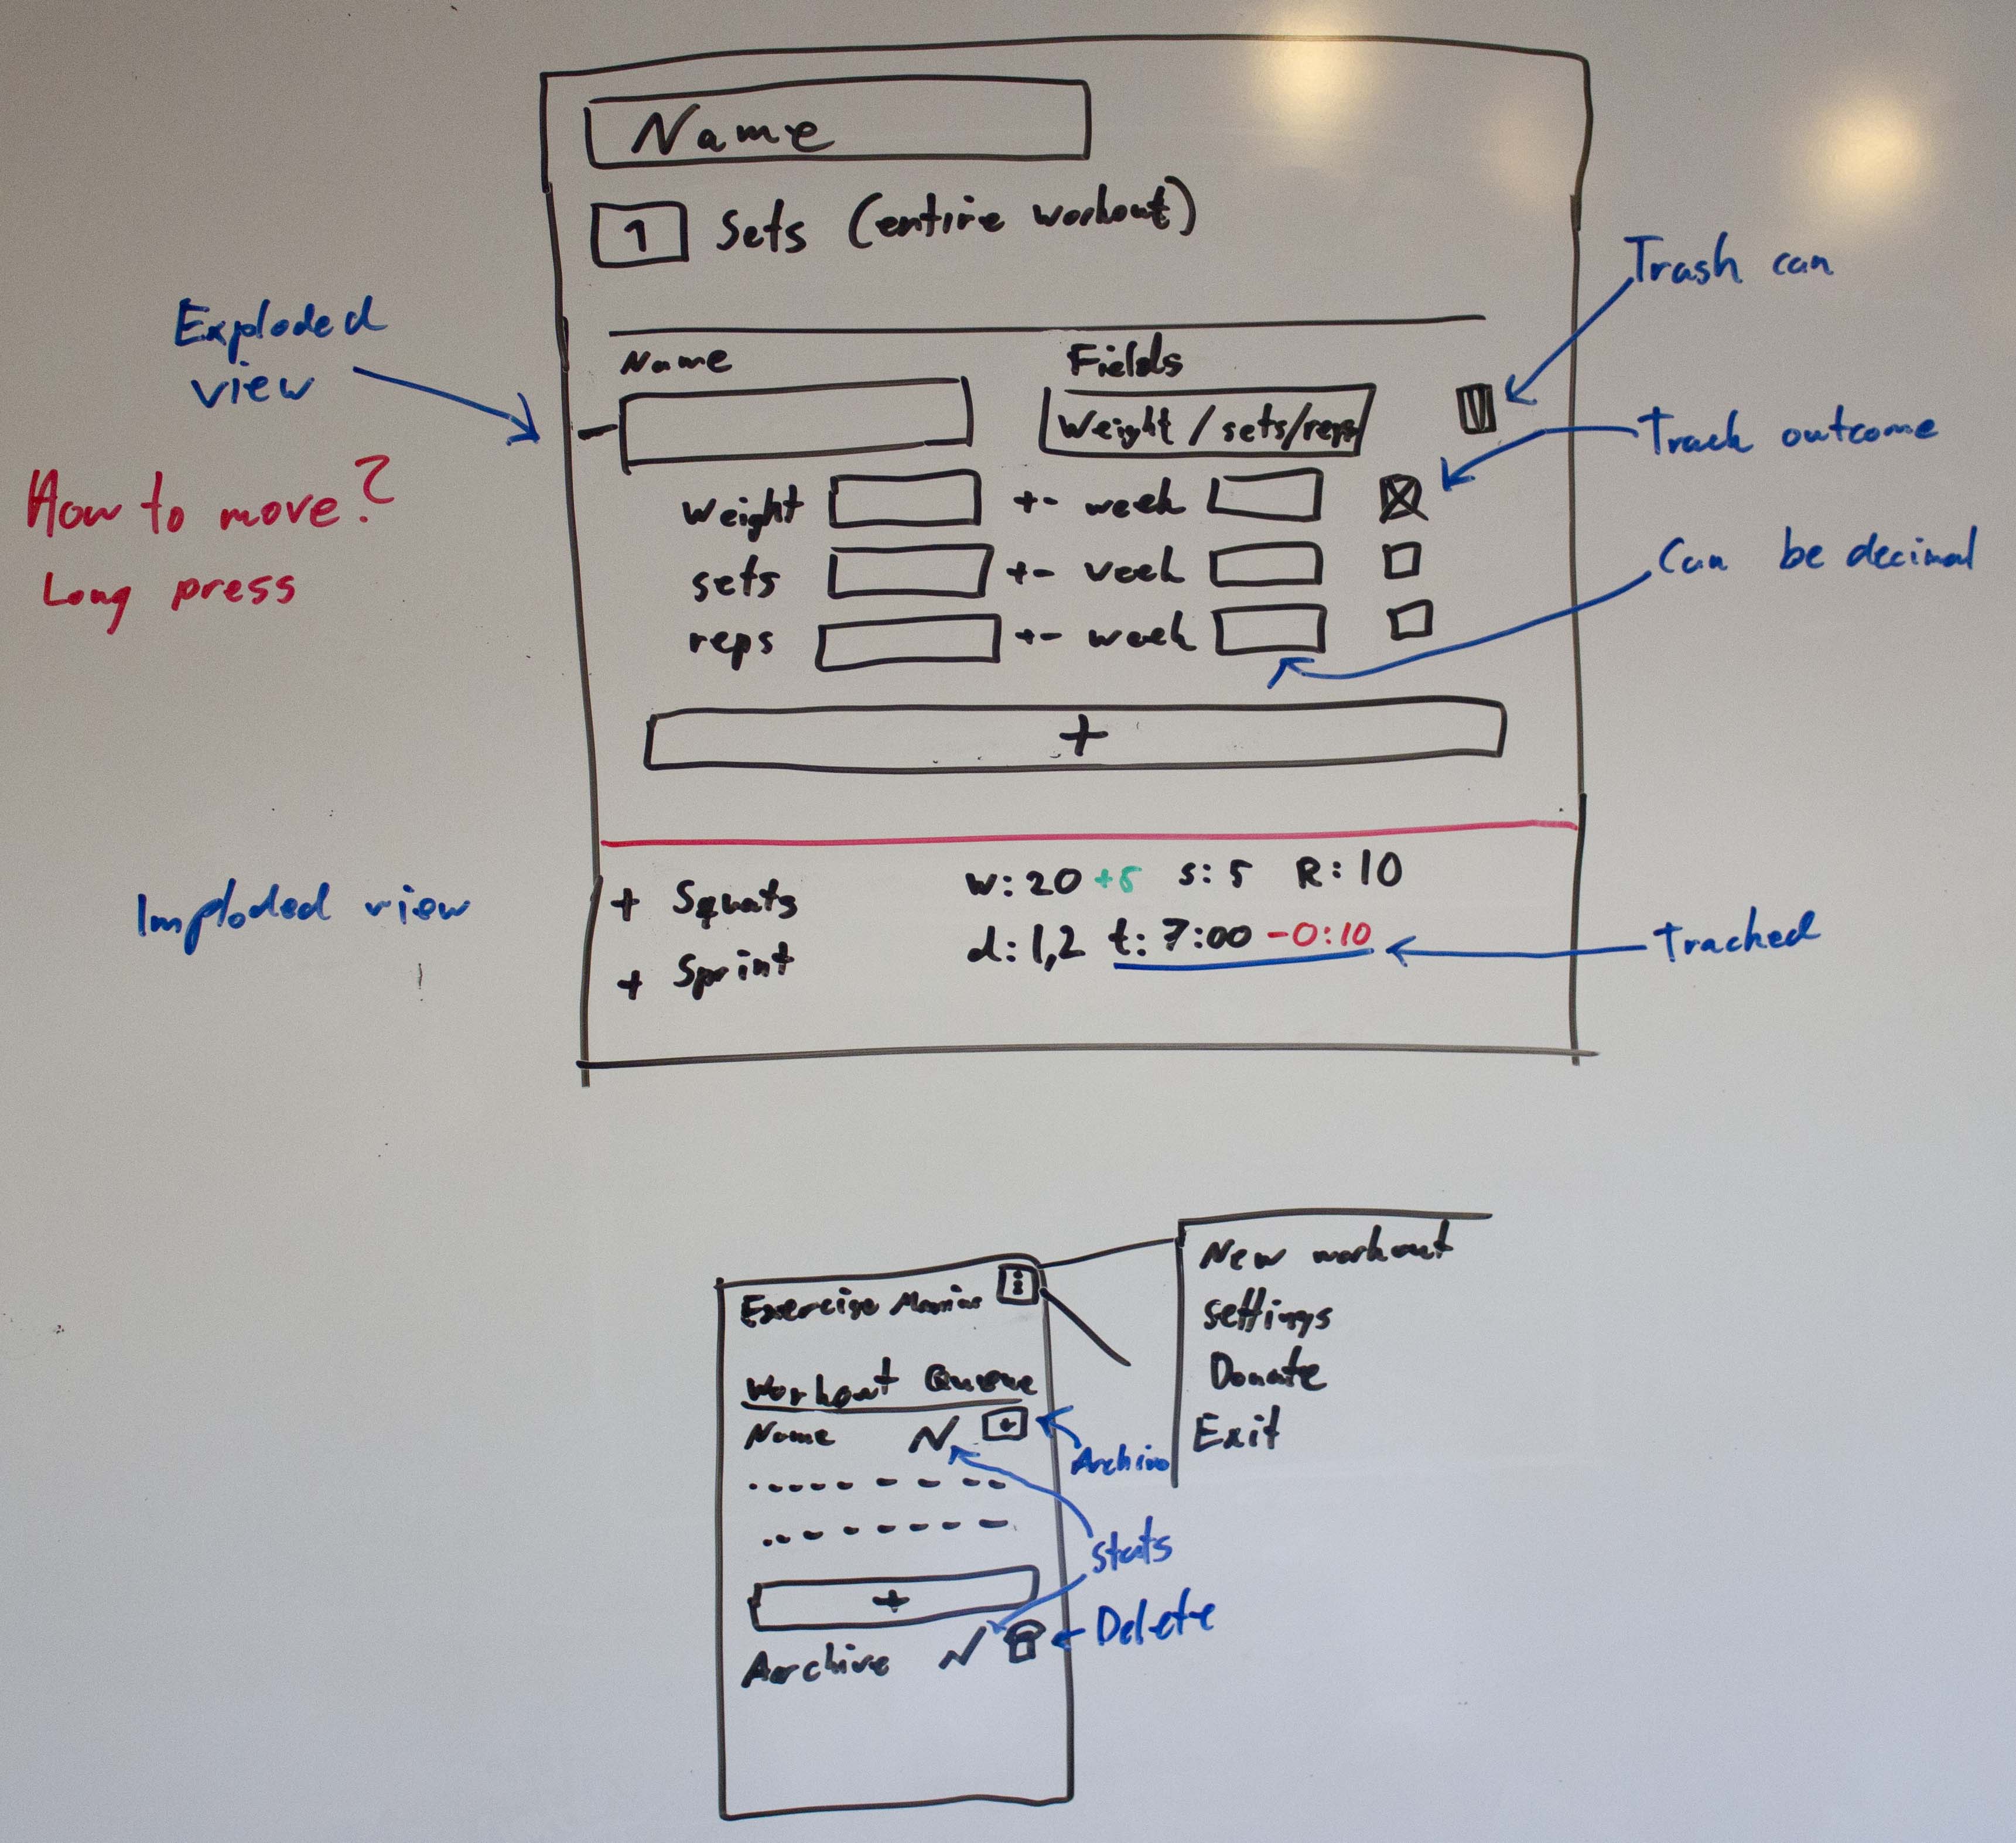 Name
1 Sets (entire workout)
Trash can
Exploded
view
Name Fields
Weight / sets/reps
Track outcome
How to move?
Long press
Weight +- week
sets +- week
reps +- week
Can be decimal
+
Imploded view
+ Squats W: 20 +5 S: 5 R: 10
+ Sprint d: 1,2 t: 7:00 -0:10
Tracked
Exercise
New workout
settings
Donate
Exit
Workout Queue
Name +
Archive
Stats
+
Archive
Delete